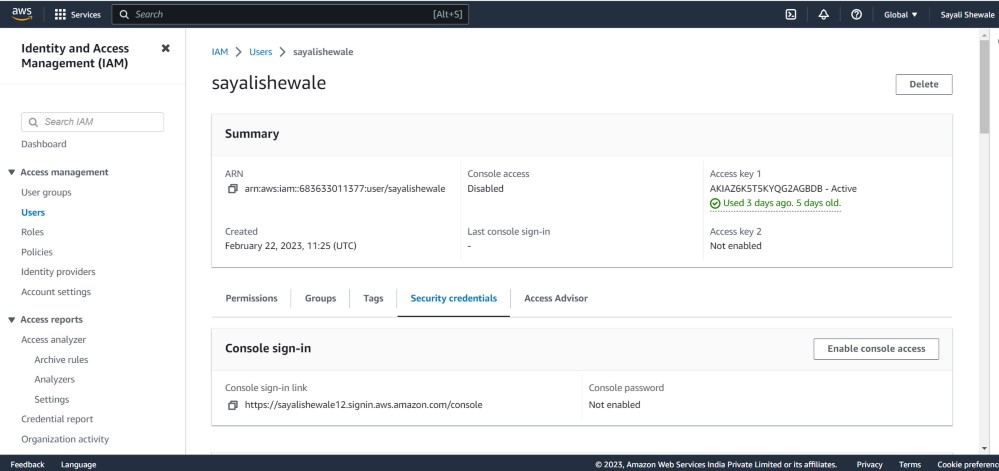 aws
Services
Search
[Alt+S]
Global
Sayali Shewale
Identity and Access
Management (IAM)
Search IAM
Dashboard
Access management
User groups
Users
Roles
Policies
Identity providers
Account settings
Access reports
Access analyzer
Archive rules
Analyzers
Settings
Credential report
Organization activity
IAM > Users > sayalishewale
sayalishewale
Delete
Summary
ARN
arn:aws:iam::683633011377:user/sayalishewale
Console access
Disabled
Access key 1
AKIAZ6K5T5KYQG2AGBDB - Active
Used 3 days ago. 5 days old.
Created
February 22, 2023, 11:25 (UTC)
Last console sign-in
-
Access key 2
Not enabled
Permissions
Groups
Tags
Security credentials
Access Advisor
Console sign-in
Enable console access
Console sign-in link
https://sayalishewale12.signin.aws.amazon.com/console
Console password
Not enabled
Feedback
Language
© 2023, Amazon Web Services India Private Limited or its affiliates.
Privacy
Terms
Cookie preferenc